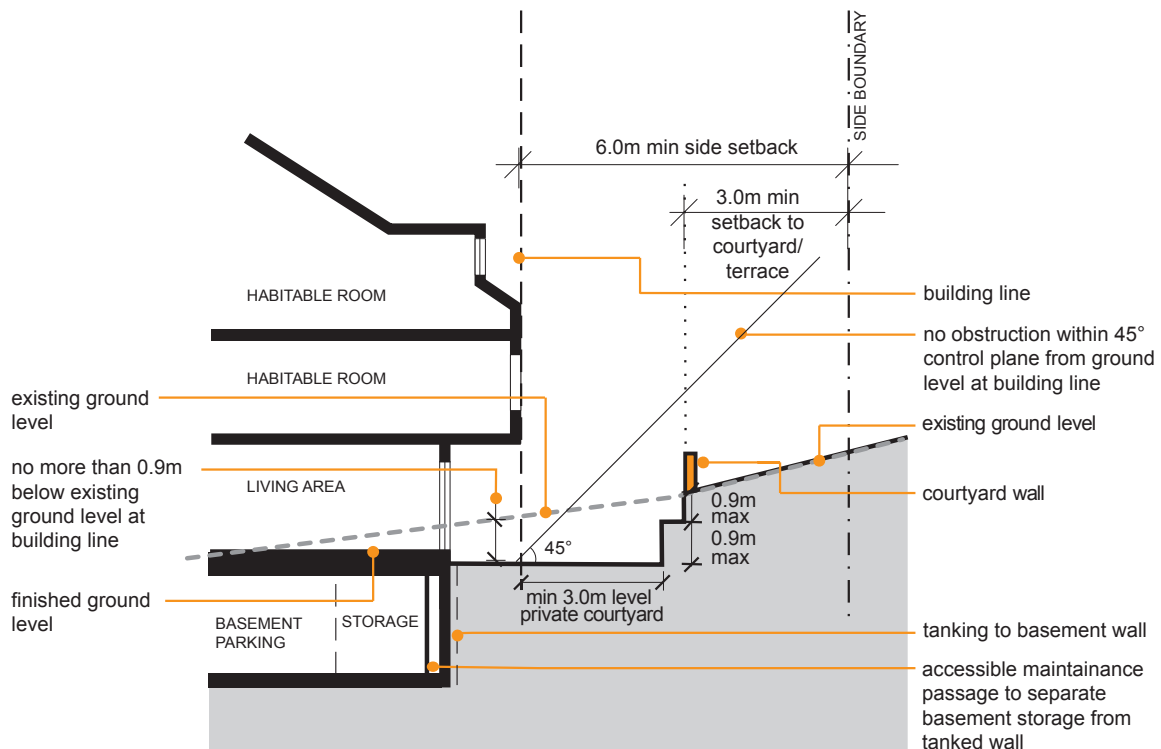 SIDE BOUNDARY
6.0m min side setback
3.0m min
setback to
courtyard/
terrace
HABITABLE ROOM
building line
no obstruction within 45°
control plane from ground
level at building line
HABITABLE ROOM
existing ground
level
existing ground level
no more than 0.9m
below existing
ground level at
building line
LIVING AREA
courtyard wall
0.9m
max
0.9m
max
45°
finished ground
level
min 3.0m level
private courtyard
BASEMENT
PARKING
STORAGE
tanking to basement wall
accessible maintainance
passage to separate
basement storage from
tanked wall